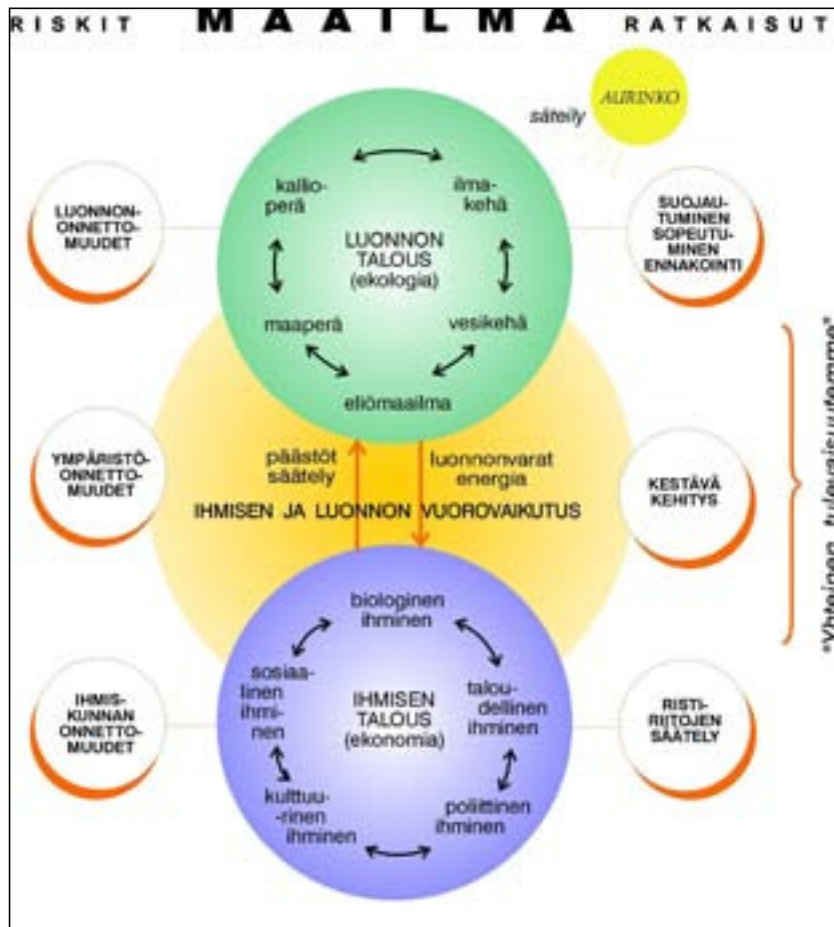 RISKIT MAAILMA RATKAISUT
AURINKO
säteily
kallio-
perä
ilma-
kehä
LUONNON-
ONNETTO-
MUUDET
SUOJAU-
TUMINEN
SOPEUTU-
MINEN
ENNAKOINTI
LUONNON
TALOUS
(ekologia)
maaperä
vesikehä
eliömaailma
YMPÄRISTÖ-
ONNETTO-
MUUDET
päästöt
säätely
luonnonvarat
energia
KESTÄVÄ
KEHITYS
"Yhteinen tulevaisuutemme"
IHMISEN JA LUONNON VUOROVAIKUTUS
biologinen
ihminen
sosiaa-
linen
ihmi-
nen
talou-
dellinen
ihminen
IHMISEN
TALOUS
(ekonomia)
IHMIS-
KUNNAN
ONNETTO-
MUUDET
RISTI-
RIITOJEN
SÄÄTELY
kulttuu-
-rinen
ihminen
poliittinen
ihminen